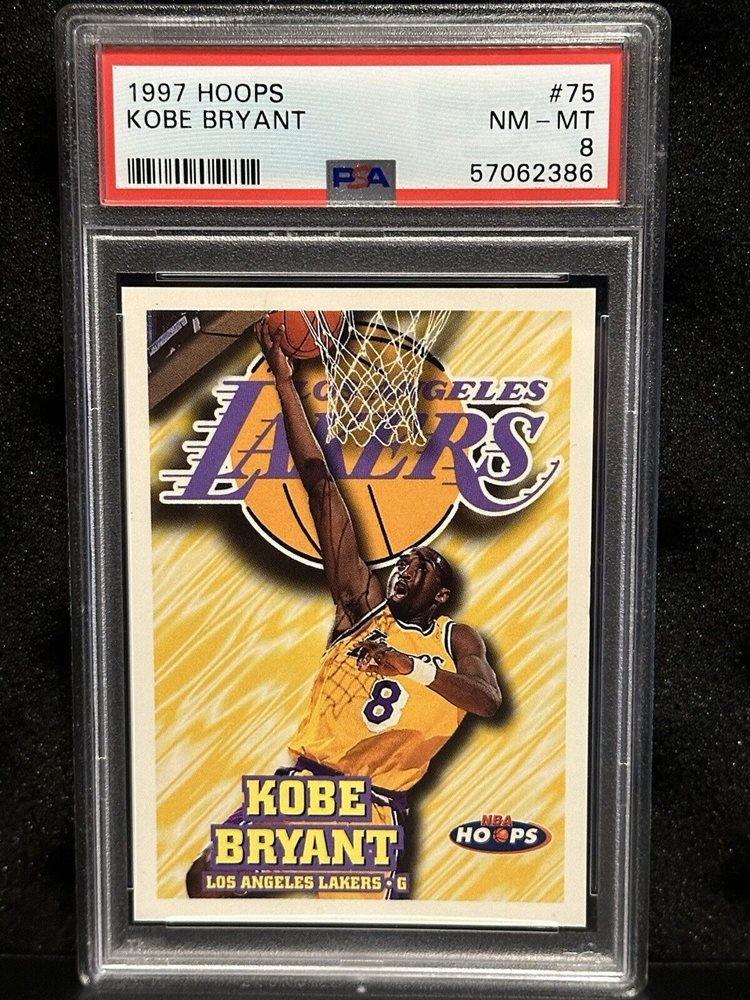 1997 HOOPS #75
KOBE BRYANT NM - MT
8
PSA 57062386
LOS ANGELES
LAKERS
LAKERS
8
KOBE
BRYANT
LOS ANGELES LAKERS • G
NBA
HOOPS